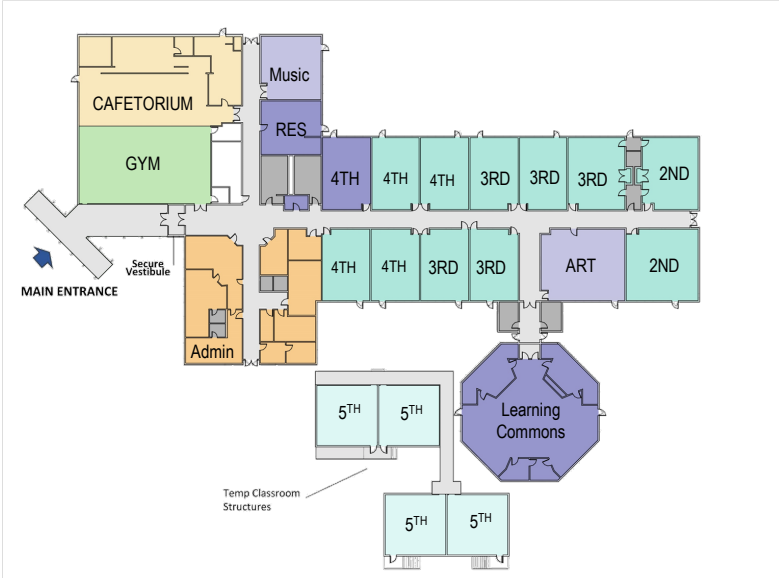 Music
CAFETORIUM
RES
GYM
4TH
4TH
4TH
3RD
3RD
3RD
2ND
Secure
Vestibule
MAIN ENTRANCE
4TH
4TH
3RD
3RD
ART
2ND
Admin
5TH
5TH
Learning
Commons
Temp Classroom
Structures
5TH
5TH